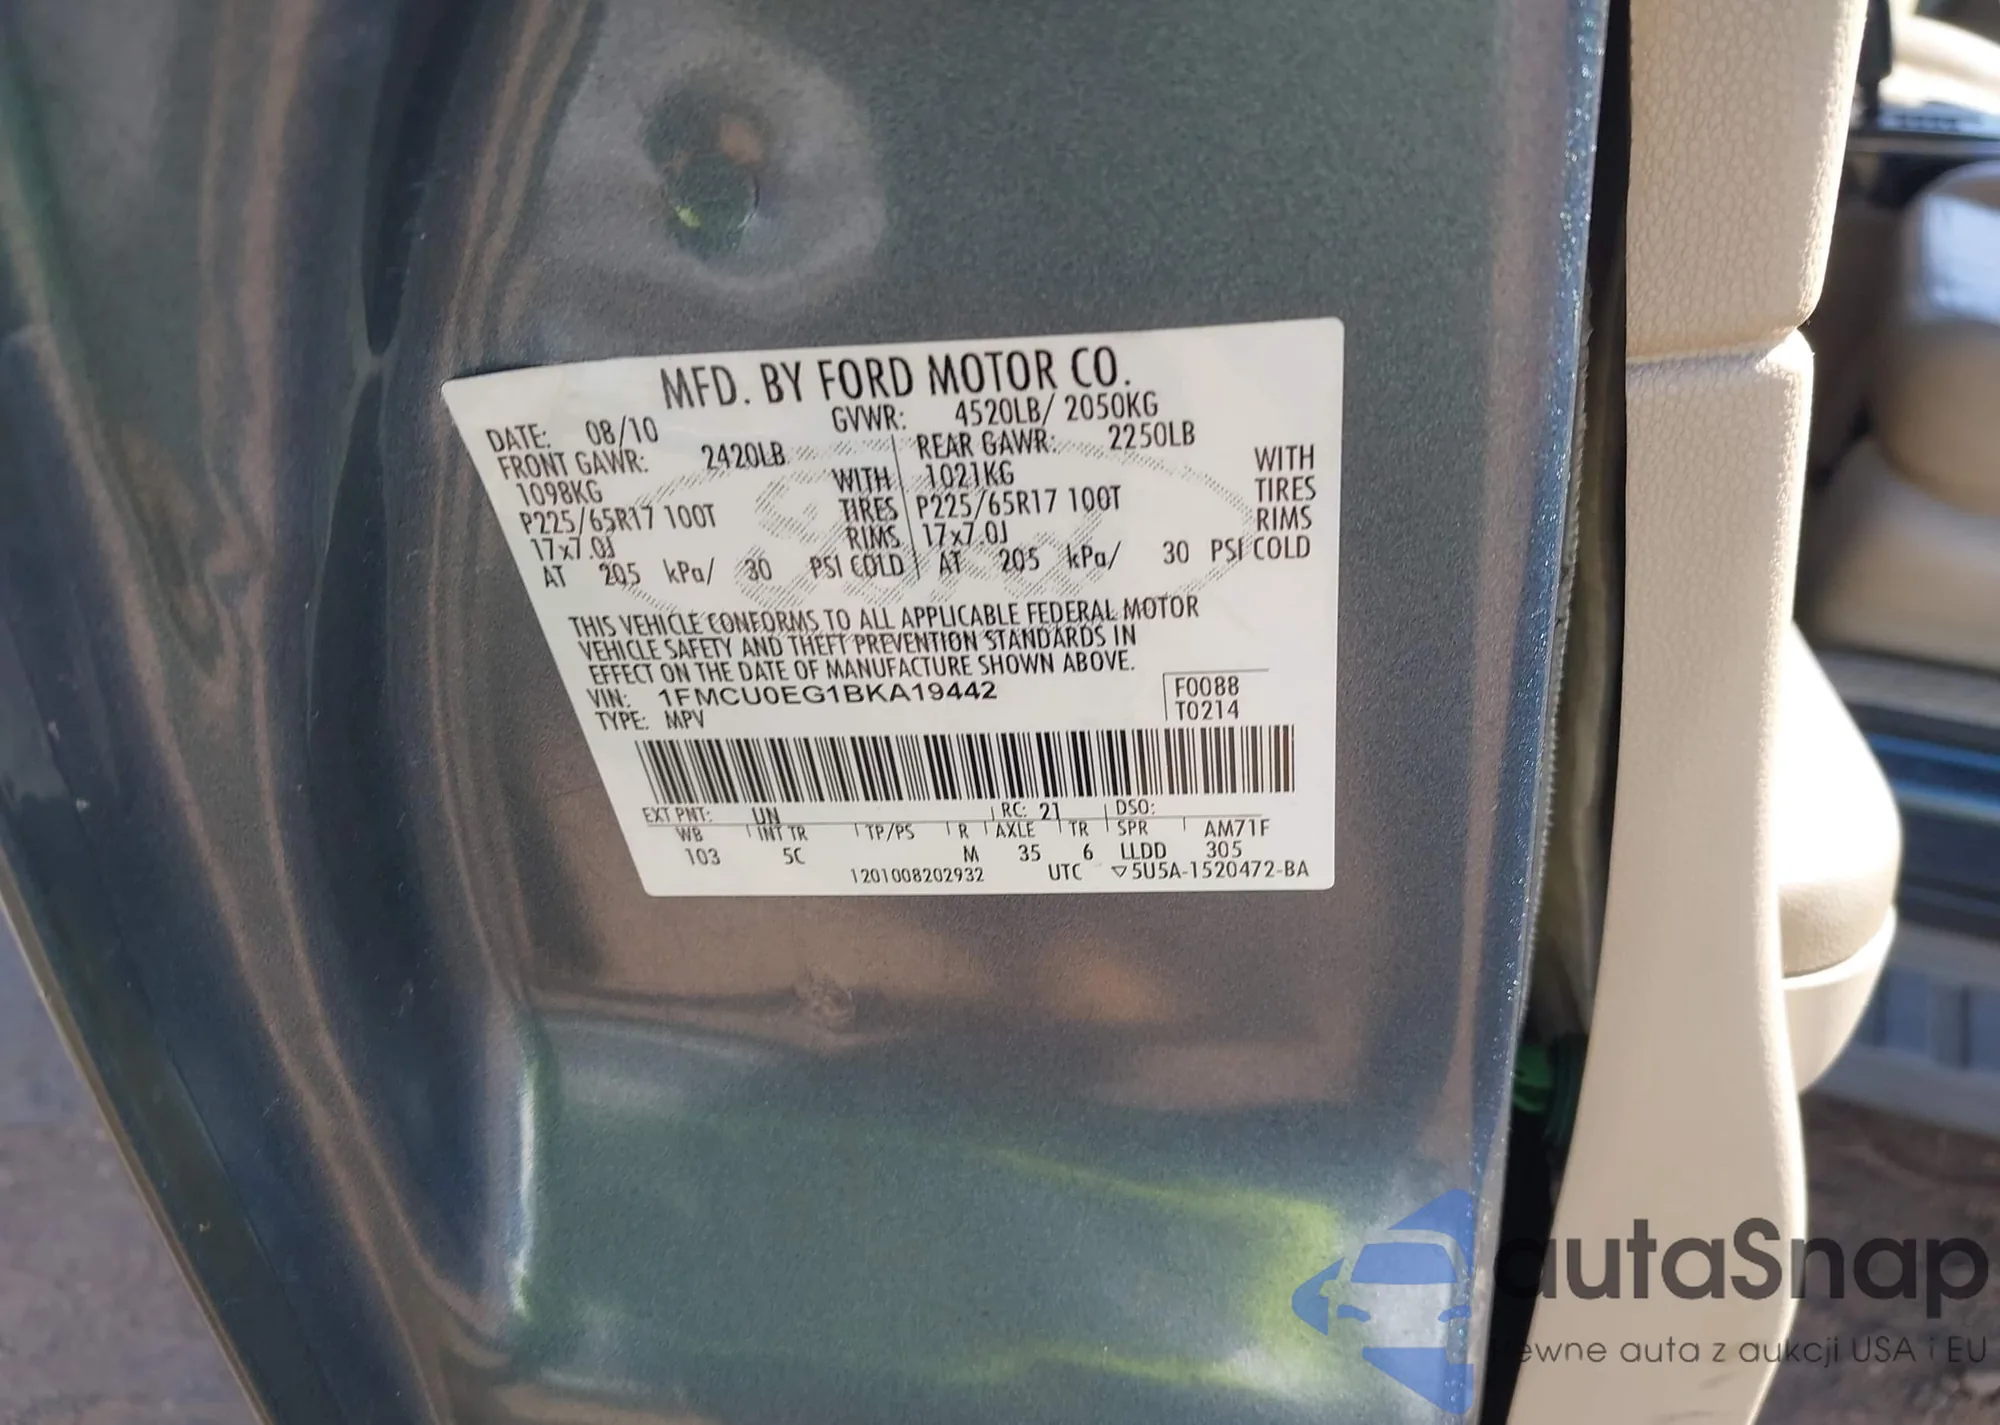 MFD. BY FORD MOTOR CO.
DATE: 08/10 GVWR: 4520LB/ 2050KG
FRONT GAWR: 2420LB REAR GAWR: 2250LB
1098KG WITH 1021KG WITH
P225/65R17 100T TIRES P225/65R17 100T TIRES
17x7.0J RIMS 17x7.0J RIMS
AT 205 kPa/ 30 PSI COLD AT 205 kPa/ 30 PSI COLD
THIS VEHICLE CONFORMS TO ALL APPLICABLE FEDERAL MOTOR
VEHICLE SAFETY AND THEFT PREVENTION STANDARDS IN
EFFECT ON THE DATE OF MANUFACTURE SHOWN ABOVE.
VIN: 1FMCU0EG1BKA19442 F0088
TYPE: MPV T0214
EXT PNT: UN RC: 21 DSO:
WB INT TR TP/PS R AXLE TR SPR AM71F
103 5C M 35 6 LLDD 305
1201008202932 UTC ▽5U5A-1520472-BA
autaSnap
ewne auta z aukcji USA i EU